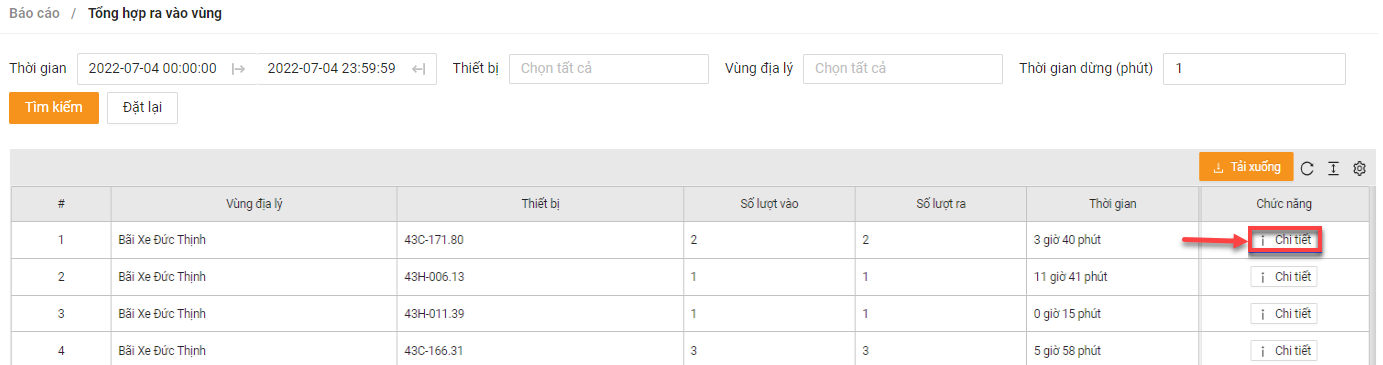 Báo cáo / Tổng hợp ra vào vùng
Thời gian 2022-07-04 00:00:00 2022-07-04 23:59:59 Thiết bị Chọn tất cả Vùng địa lý Chọn tất cả Thời gian dừng (phút) 1
Tìm kiếm Đặt lại
Tải xuống
# Vùng địa lý Thiết bị Số lượt vào Số lượt ra Thời gian Chức năng
1 Bãi Xe Đức Thịnh 43C-171.80 2 2 3 giờ 40 phút Chi tiết
2 Bãi Xe Đức Thịnh 43H-006.13 1 1 11 giờ 41 phút Chi tiết
3 Bãi Xe Đức Thịnh 43H-011.39 1 1 0 giờ 15 phút Chi tiết
4 Bãi Xe Đức Thịnh 43C-166.31 3 3 5 giờ 58 phút Chi tiết